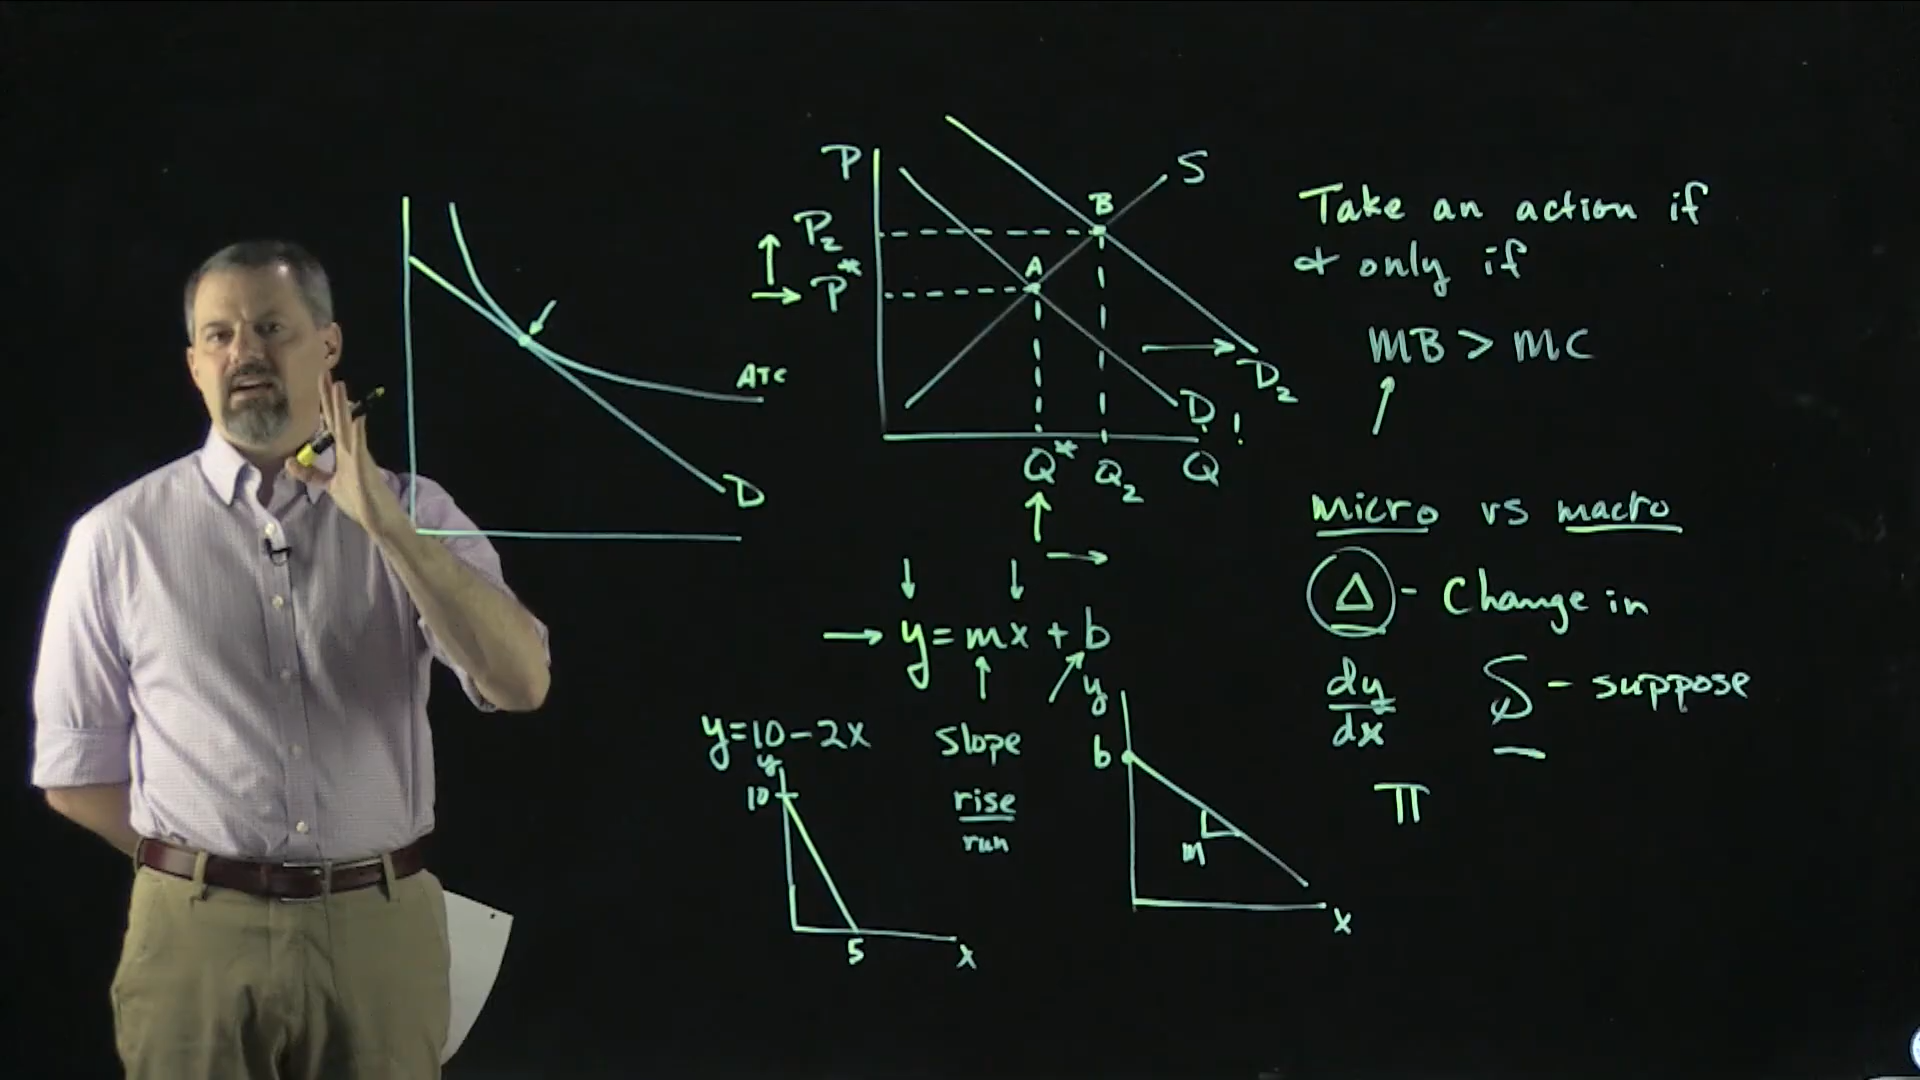 ATC
D
P
S
P₂
B
P*
A
D₂
D₁
Q*
Q₂
Q
Take an action if
& only if
MB > MC
micro vs macro
Δ - Change in
dy
dx
S - suppose
π
y = mx + b
slope
rise
run
y=10-2x
y
10
5
x
y
b
m
x